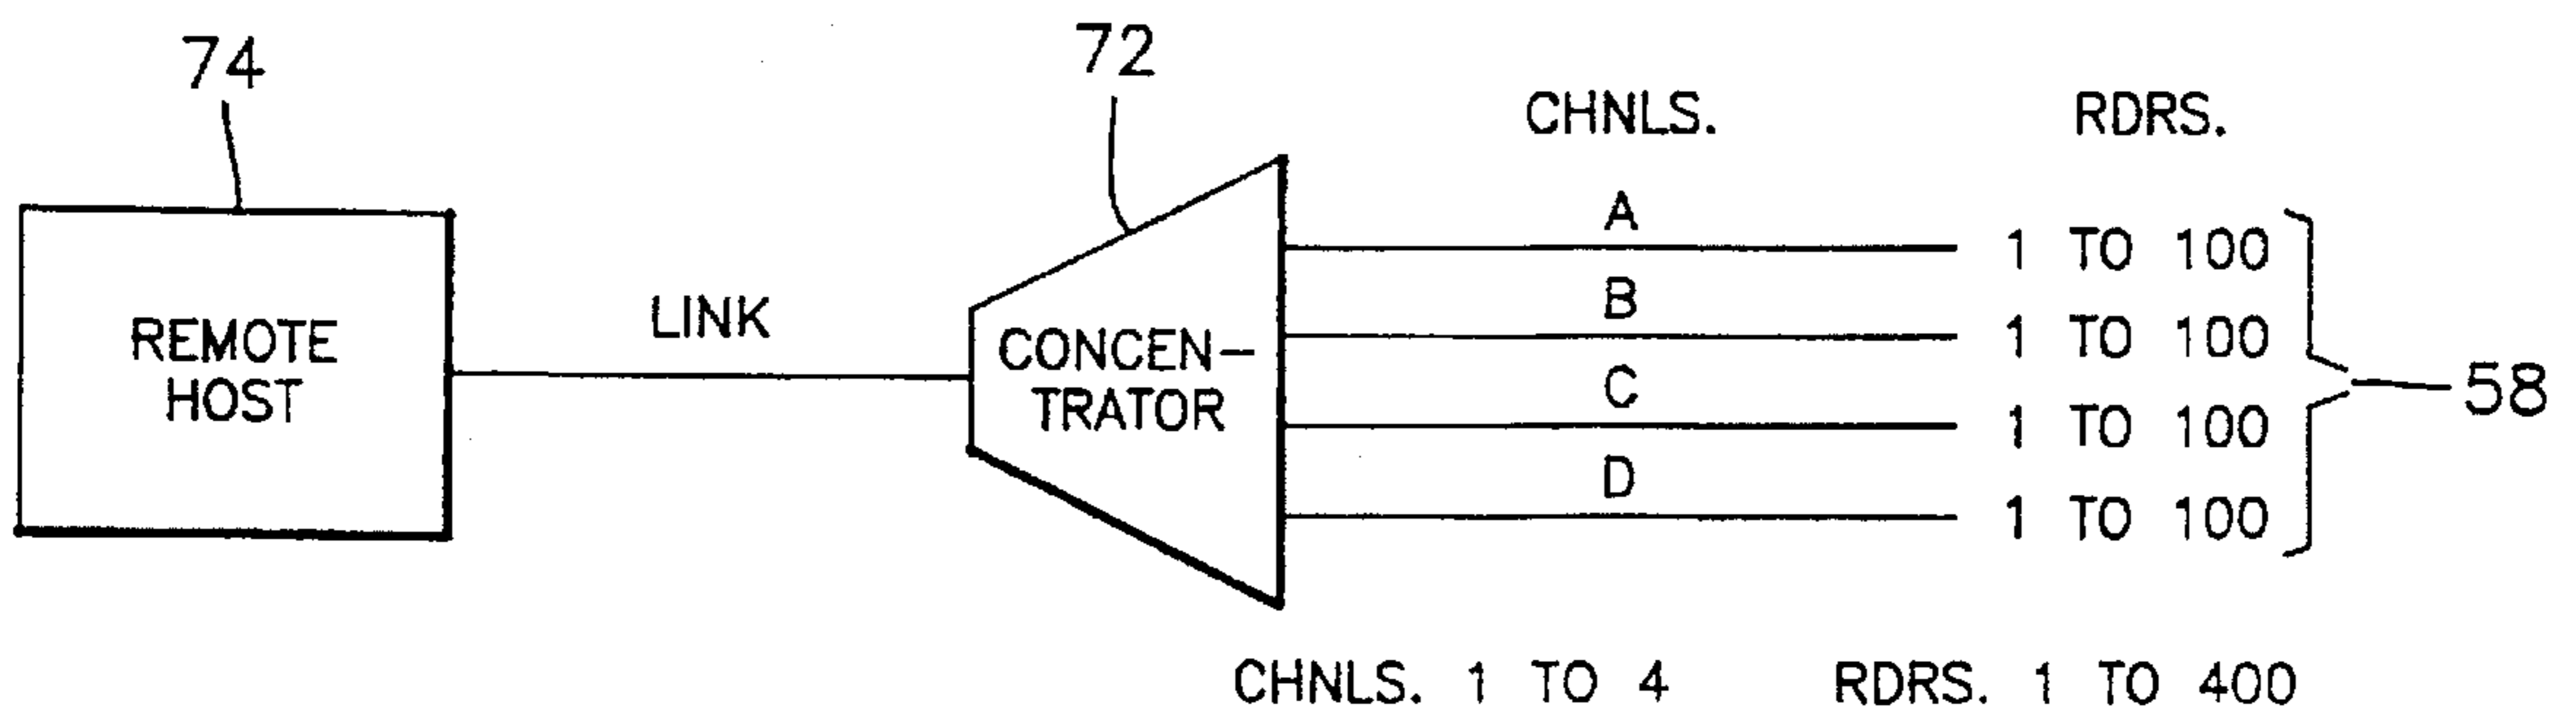 74
72
CHNLS.
RDRS.
A
1 TO 100
B
1 TO 100
LINK
REMOTE
HOST
CONCEN-
TRATOR
C
1 TO 100
58
D
1 TO 100
CHNLS. 1 TO 4
RDRS. 1 TO 400